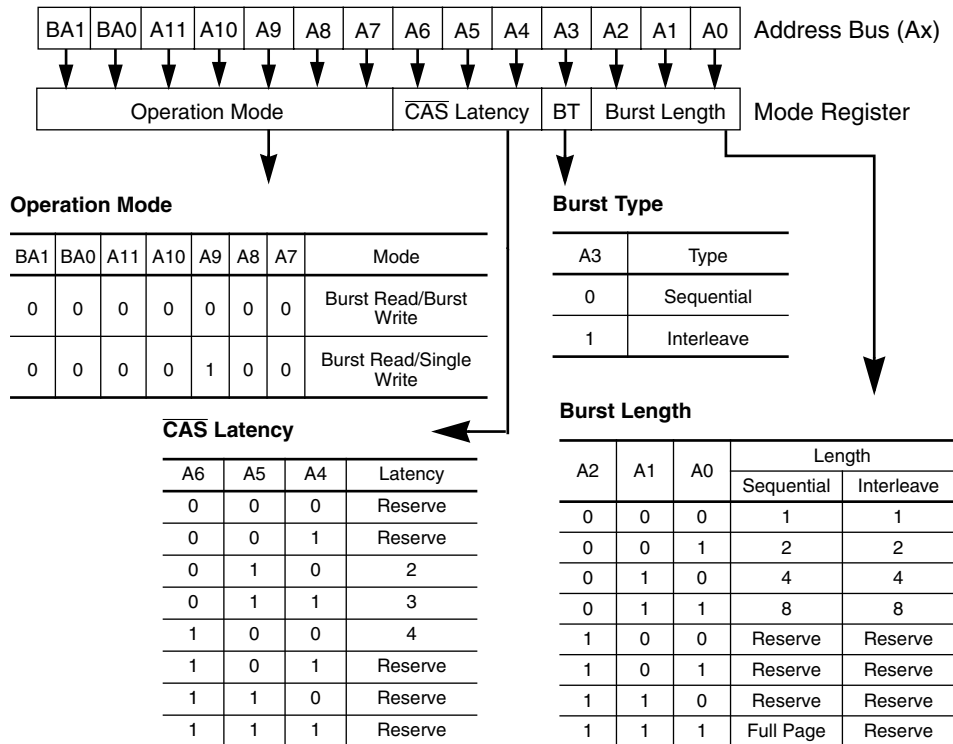 BA1 BA0 A11 A10 A9 A8 A7 A6 A5 A4 A3 A2 A1 A0 Address Bus (Ax)
Operation Mode C̅A̅S̅ Latency BT Burst Length Mode Register
Operation Mode
BA1 BA0 A11 A10 A9 A8 A7 Mode
0 0 0 0 0 0 0 Burst Read/Burst
Write
0 0 0 0 1 0 0 Burst Read/Single
Write
Burst Type
A3 Type
0 Sequential
1 Interleave
C̅A̅S̅ Latency
A6 A5 A4 Latency
0 0 0 Reserve
0 0 1 Reserve
0 1 0 2
0 1 1 3
1 0 0 4
1 0 1 Reserve
1 1 0 Reserve
1 1 1 Reserve
Burst Length
A2 A1 A0 Length
Sequential Interleave
0 0 0 1 1
0 0 1 2 2
0 1 0 4 4
0 1 1 8 8
1 0 0 Reserve Reserve
1 0 1 Reserve Reserve
1 1 0 Reserve Reserve
1 1 1 Full Page Reserve